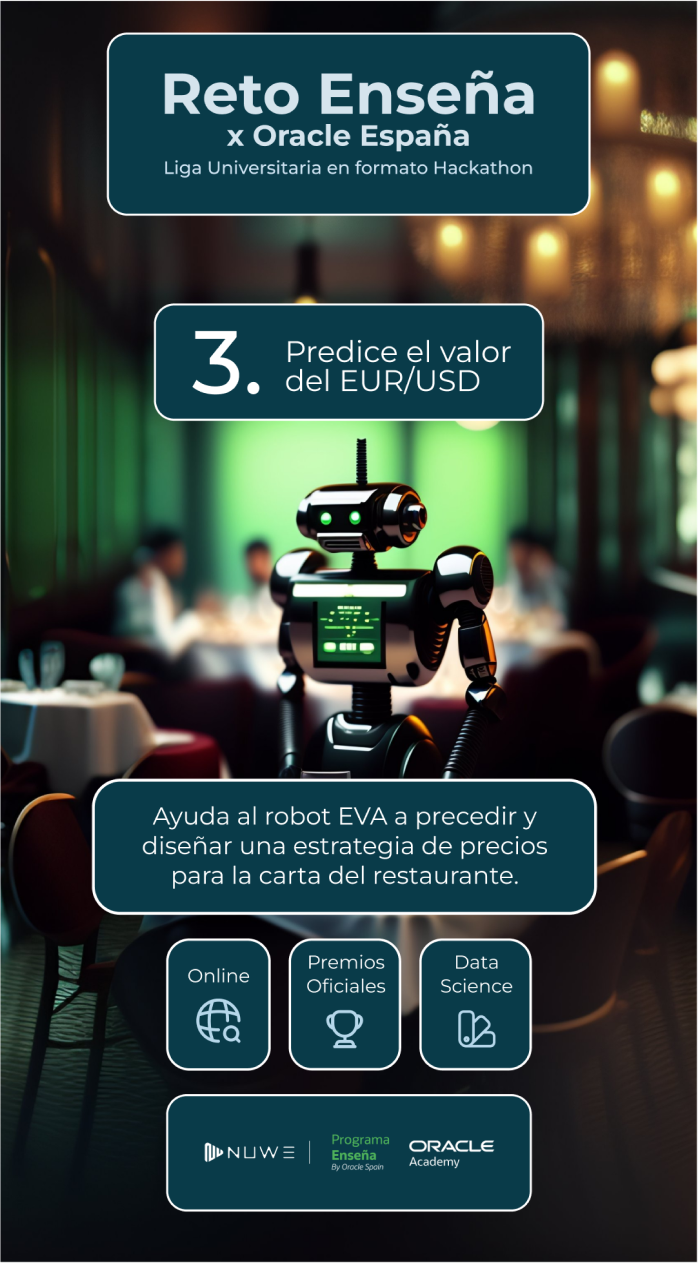 Reto Enseña
x Oracle España
Liga Universitaria en formato Hackathon
3. Predice el valor
del EUR/USD
Ayuda al robot EVA a precedir y
diseñar una estrategia de precios
para la carta del restaurante.
Online
Premios
Oficiales
Data
Science
NUWE
Programa
Enseña
By Oracle Spain
ORACLE
Academy